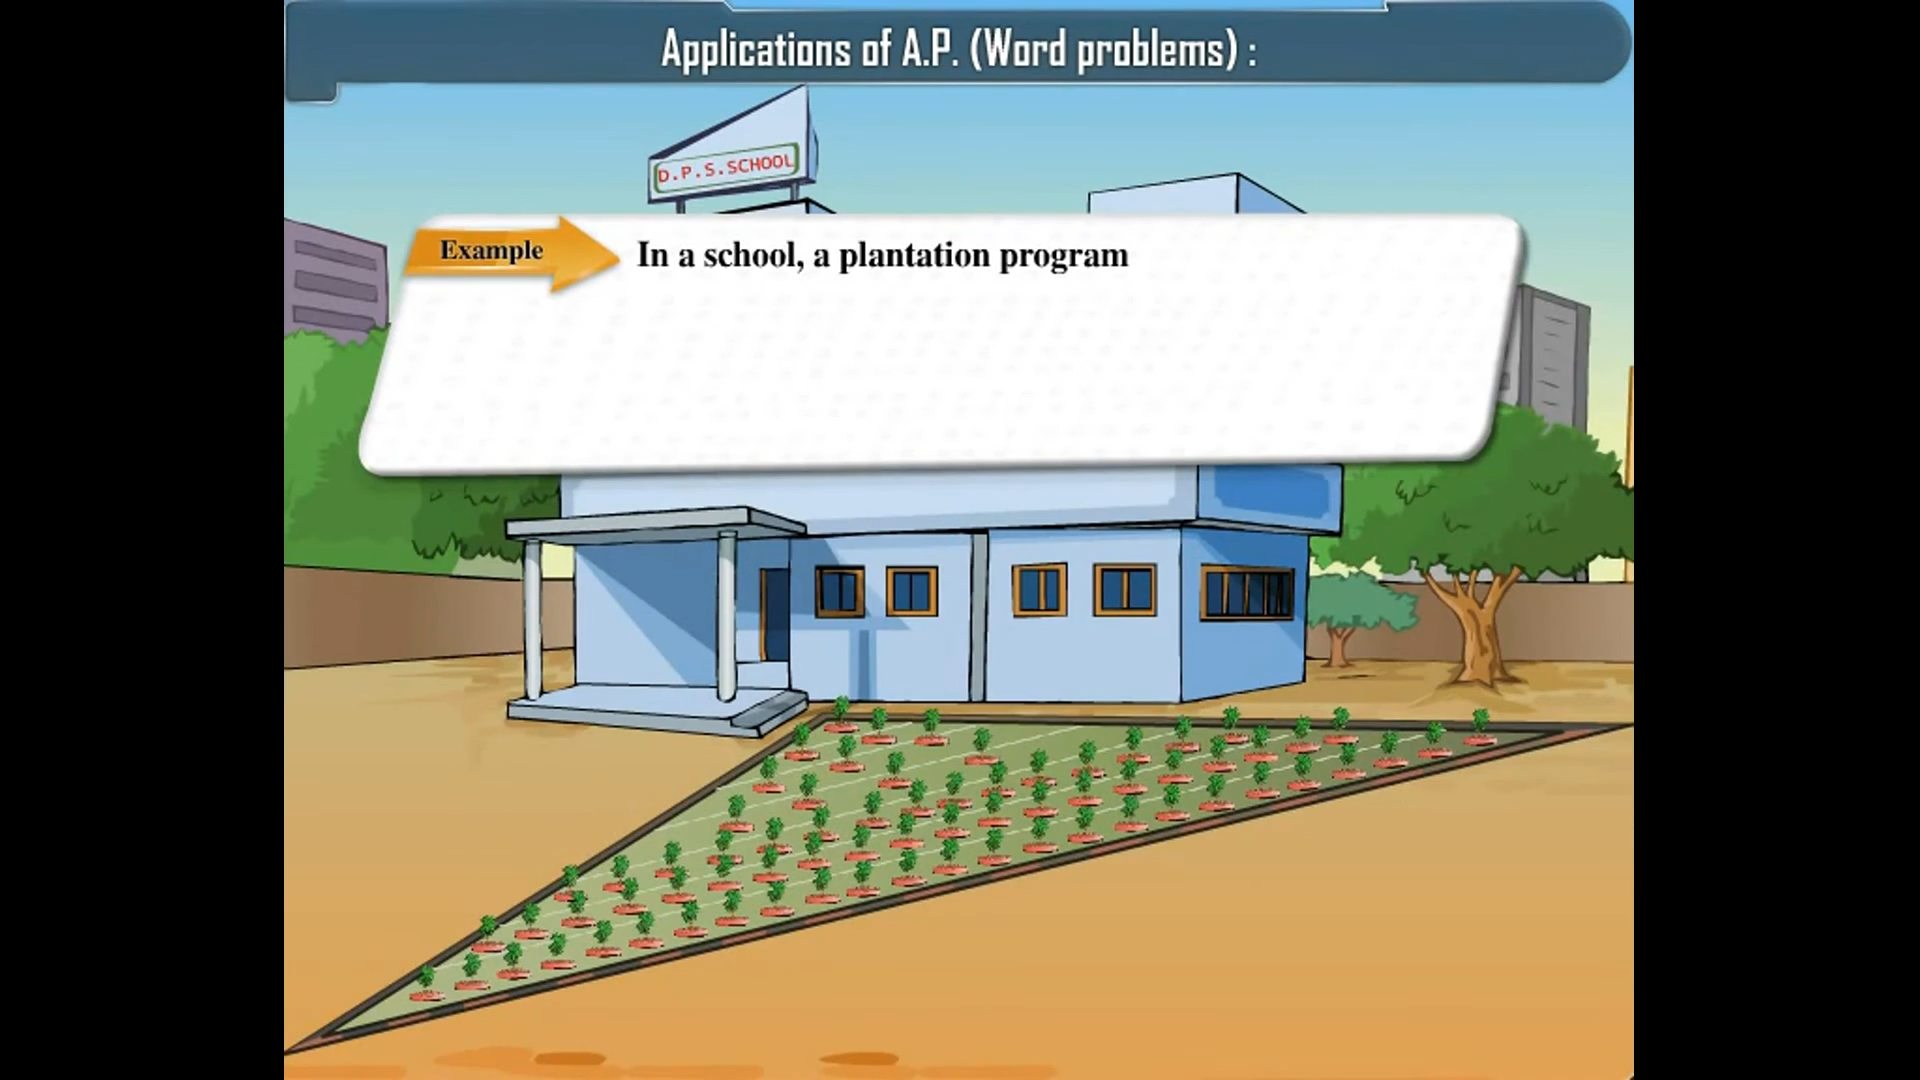 Applications of A.P. (Word problems) :
D.P.S.SCHOOL
Example
In a school, a plantation program